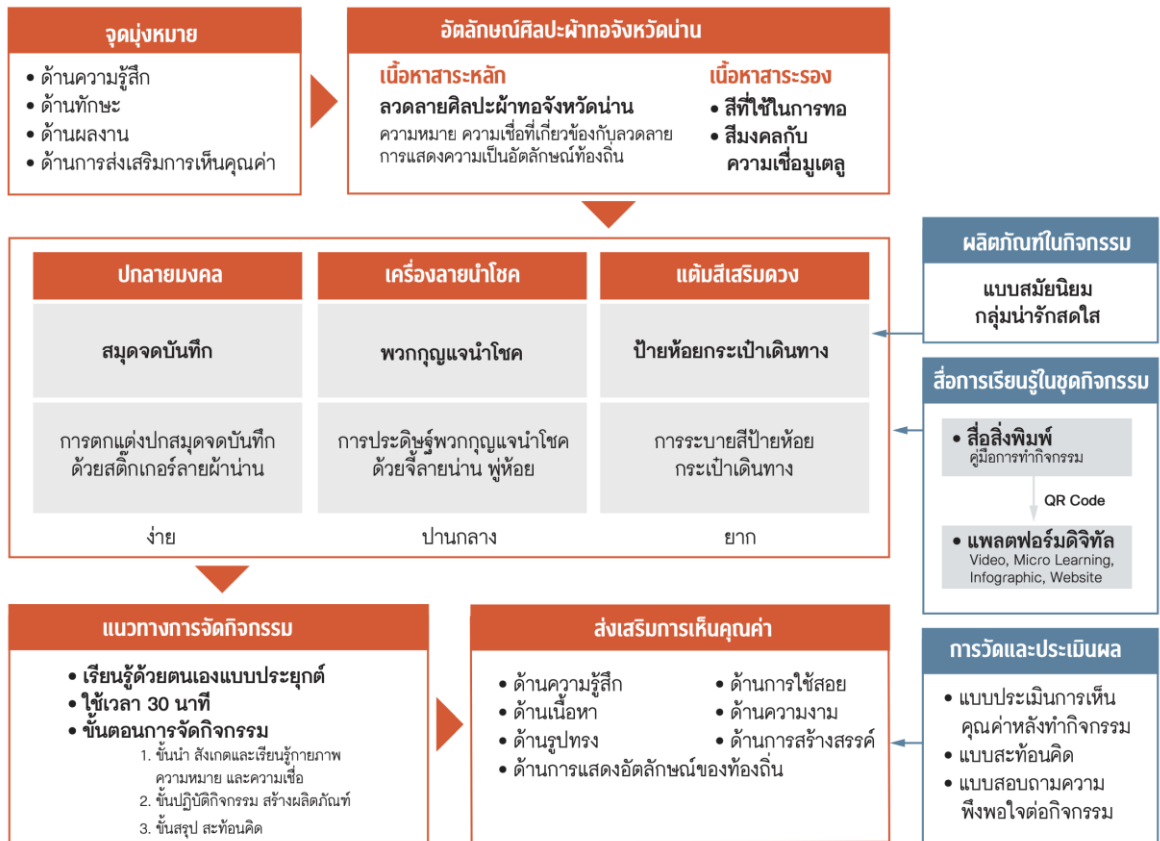 จุดมุ่งหมาย
• ด้านความรู้สึก
• ด้านทักษะ
• ด้านผลงาน
• ด้านการส่งเสริมการเห็นคุณค่า
อัตลักษณ์ศิลปะผ้าทอจังหวัดน่าน
เนื้อหาสาระหลัก
ลวดลายศิลปะผ้าทอจังหวัดน่าน
ความหมาย ความเชื่อที่เกี่ยวข้องกับลวดลาย
การแสดงความเป็นอัตลักษณ์ท้องถิ่น
เนื้อหาสาระรอง
• สีที่ใช้ในการทอ
• สีมงคลกับ
ความเชื่อมูเตลู
ปกลายมงคล
สมุดจดบันทึก
การตกแต่งปกสมุดจดบันทึก
ด้วยสติ๊กเกอร์ลายผ้าน่าน
ง่าย
เครื่องลายนำโชค
พวกกุญแจนำโชค
การประดิษฐ์พวกกุญแจนำโชค
ด้วยจี้ลายน่าน พู่ห้อย
ปานกลาง
แต้มสีเสริมดวง
ป้ายห้อยกระเป๋าเดินทาง
การระบายสีป้ายห้อย
กระเป๋าเดินทาง
ยาก
ผลิตภัณฑ์ในกิจกรรม
แบบสมัยนิยม
กลุ่มน่ารักสดใส
สื่อการเรียนรู้ในชุดกิจกรรม
• สื่อสิ่งพิมพ์
คู่มือการทำกิจกรรม
QR Code
• แพลตฟอร์มดิจิทัล
Video, Micro Learning,
Infographic, Website
แนวทางการจัดกิจกรรม
• เรียนรู้ด้วยตนเองแบบประยุกต์
• ใช้เวลา 30 นาที
• ขั้นตอนการจัดกิจกรรม
1. ขั้นนำ สังเกตและเรียนรู้กายภาพ
ความหมาย และความเชื่อ
2. ขั้นปฏิบัติกิจกรรม สร้างผลิตภัณฑ์
3. ขั้นสรุป สะท้อนคิด
ส่งเสริมการเห็นคุณค่า
• ด้านความรู้สึก
• ด้านเนื้อหา
• ด้านรูปทรง
• ด้านการแสดงอัตลักษณ์ของท้องถิ่น
• ด้านการใช้สอย
• ด้านความงาม
• ด้านการสร้างสรรค์
การวัดและประเมินผล
• แบบประเมินการเห็น
คุณค่าหลังทำกิจกรรม
• แบบสะท้อนคิด
• แบบสอบถามความ
พึงพอใจต่อกิจกรรม